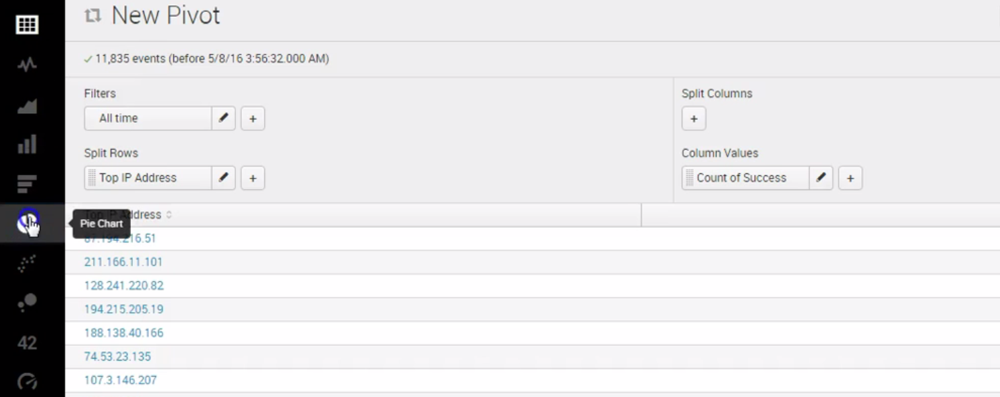 New Pivot
11,835 events (before 5/8/16 3:56:32.000 AM)
Filters
Split Columns
All time
+
+
Split Rows
Column Values
Top IP Address
+
Count of Success
+
Top IP Address
Pie Chart
87.194.216.51
211.166.11.101
128.241.220.82
194.215.205.19
188.138.40.166
74.53.23.135
107.3.146.207
42